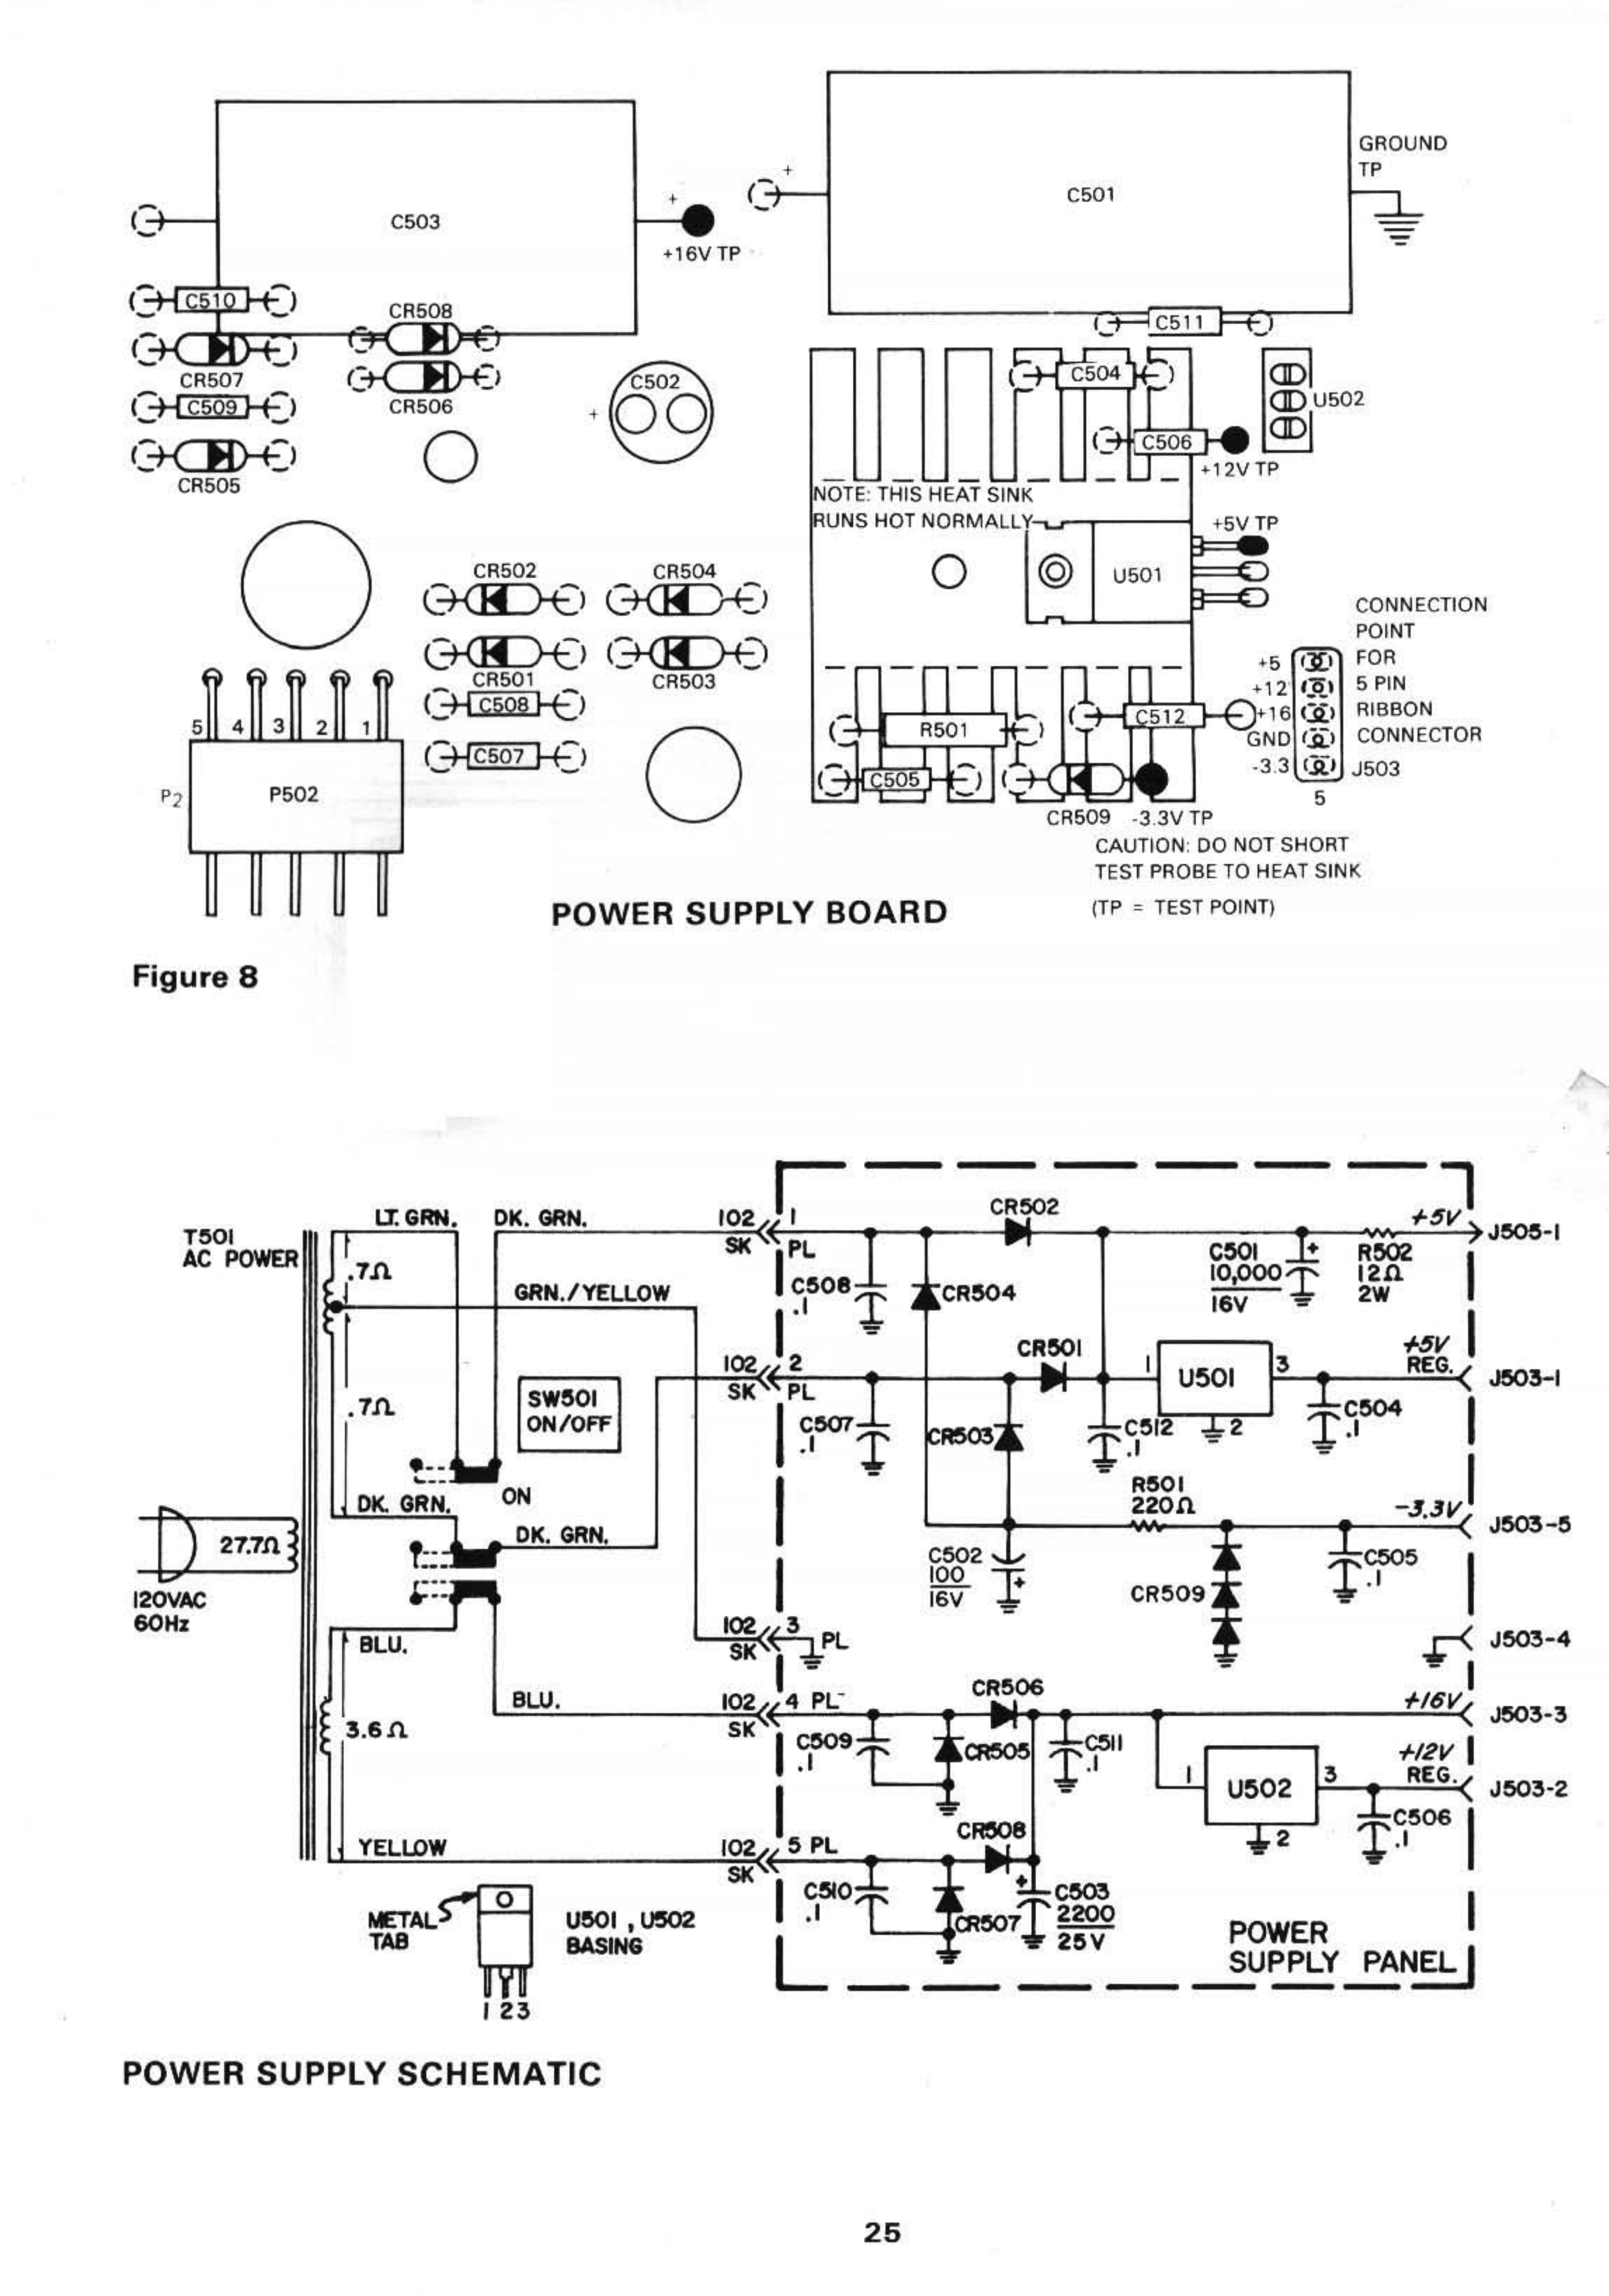 GROUND
TP
+
C501
+
C503
+16V TP
C510
CR508
C511
CR507
C504
C502
U502
C509
CR506
+
C506
+12V TP
CR505
NOTE: THIS HEAT SINK
RUNS HOT NORMALLY
+5V TP
CR502
CR504
U501
CONNECTION
POINT
FOR
5 PIN
RIBBON
CONNECTOR
+5
+12
+16
GND
-3.3
J503
5
CR501
CR503
C508
C512
R501
5 4 3 2 1
C507
C505
P2
P502
CR509
-3.3V TP
CAUTION: DO NOT SHORT
TEST PROBE TO HEAT SINK
(TP = TEST POINT)
POWER SUPPLY BOARD
Figure 8
T501
AC POWER
LT. GRN.
DK. GRN.
102
SK
1
PL
CR502
+5V
J505-1
.7Ω
GRN./YELLOW
C508
.1
CR504
C501
10,000
16V
+
R502
12Ω
2W
CR501
+5V
REG.
J503-1
102
SK
2
PL
1
U501
3
2
.7Ω
SW501
ON/OFF
C507
.1
CR503
C512
.1
C504
.1
ON
DK. GRN.
R501
220Ω
-3.3V
J503-5
27.7Ω
DK. GRN.
C502
100
16V
+
CR509
C505
.1
120VAC
60Hz
102
SK
3
PL
J503-4
BLU.
CR506
BLU.
102
SK
4 PL
+16V
J503-3
3.6Ω
C509
.1
CR505
C511
.1
1
U502
3
2
+12V
REG.
J503-2
CR508
C506
.1
YELLOW
102
SK
5 PL
C510
.1
CR507
+
C503
2200
25V
METAL
TAB
U501, U502
BASING
1 2 3
POWER
SUPPLY PANEL
POWER SUPPLY SCHEMATIC
25